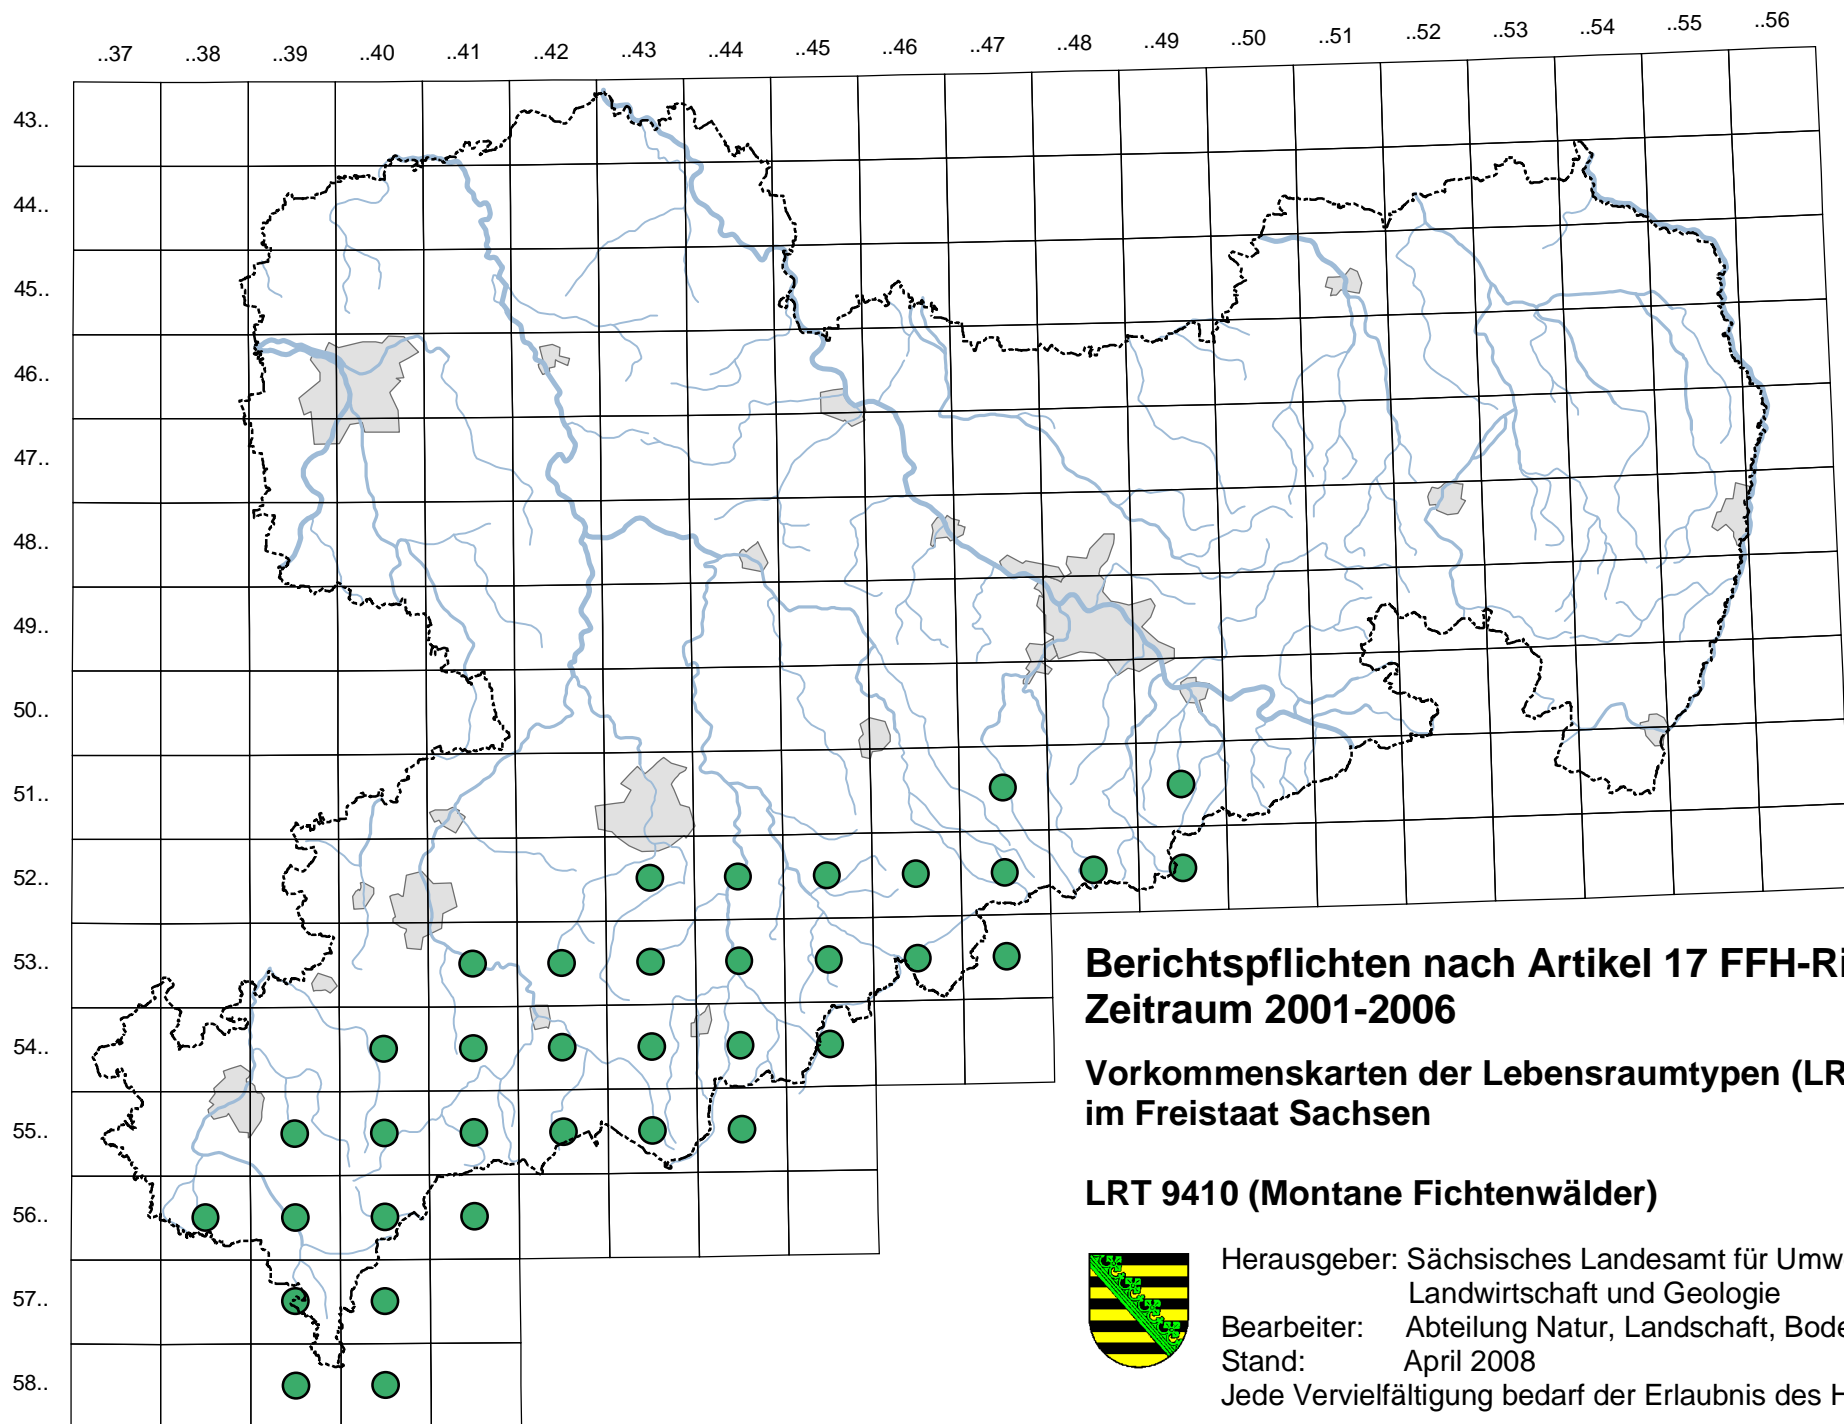 ..37 ..38 ..39 ..40 ..41 ..42 ..43 ..44 ..45 ..46 ..47 ..48 ..49 ..50 ..51 ..52 ..53 ..54 ..55 ..56
43..
44..
45..
46..
47..
48..
49..
50..
51..
52..
53..
54..
55..
56..
57..
58..
Berichtspflichten nach Artikel 17 FFH-Ri
Zeitraum 2001-2006
Vorkommenskarten der Lebensraumtypen (LR
im Freistaat Sachsen
LRT 9410 (Montane Fichtenwälder)
Herausgeber: Sächsisches Landesamt für Umw
Landwirtschaft und Geologie
Bearbeiter: Abteilung Natur, Landschaft, Bode
Stand: April 2008
Jede Vervielfältigung bedarf der Erlaubnis des H